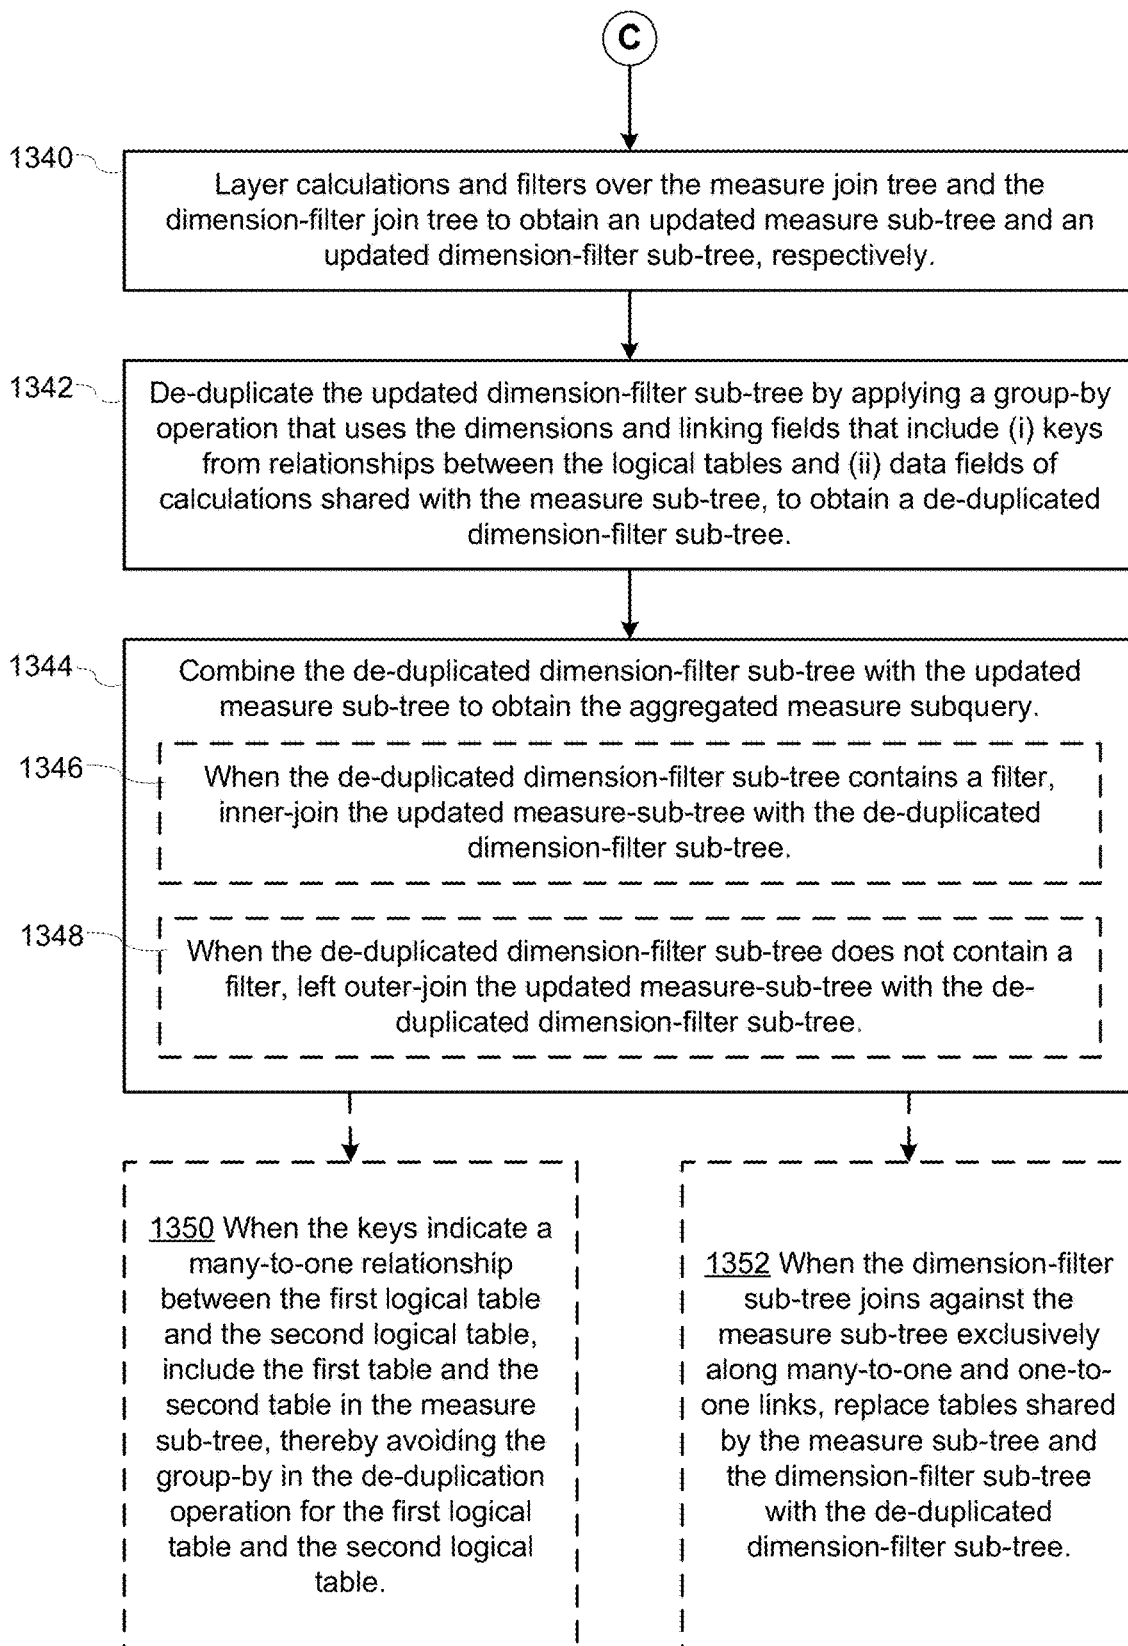 C
1340
Layer calculations and filters over the measure join tree and the
dimension-filter join tree to obtain an updated measure sub-tree and an
updated dimension-filter sub-tree, respectively.
1342
De-duplicate the updated dimension-filter sub-tree by applying a group-by
operation that uses the dimensions and linking fields that include (i) keys
from relationships between the logical tables and (ii) data fields of
calculations shared with the measure sub-tree, to obtain a de-duplicated
dimension-filter sub-tree.
1344
Combine the de-duplicated dimension-filter sub-tree with the updated
measure sub-tree to obtain the aggregated measure subquery.
1346
When the de-duplicated dimension-filter sub-tree contains a filter,
inner-join the updated measure-sub-tree with the de-duplicated
dimension-filter sub-tree.
1348
When the de-duplicated dimension-filter sub-tree does not contain a
filter, left outer-join the updated measure-sub-tree with the de-
duplicated dimension-filter sub-tree.
1350 When the keys indicate a
many-to-one relationship
between the first logical table
and the second logical table,
include the first table and the
second table in the measure
sub-tree, thereby avoiding the
group-by in the de-duplication
operation for the first logical
table and the second logical
table.
1352 When the dimension-filter
sub-tree joins against the
measure sub-tree exclusively
along many-to-one and one-to-
one links, replace tables shared
by the measure sub-tree and
the dimension-filter sub-tree
with the de-duplicated
dimension-filter sub-tree.